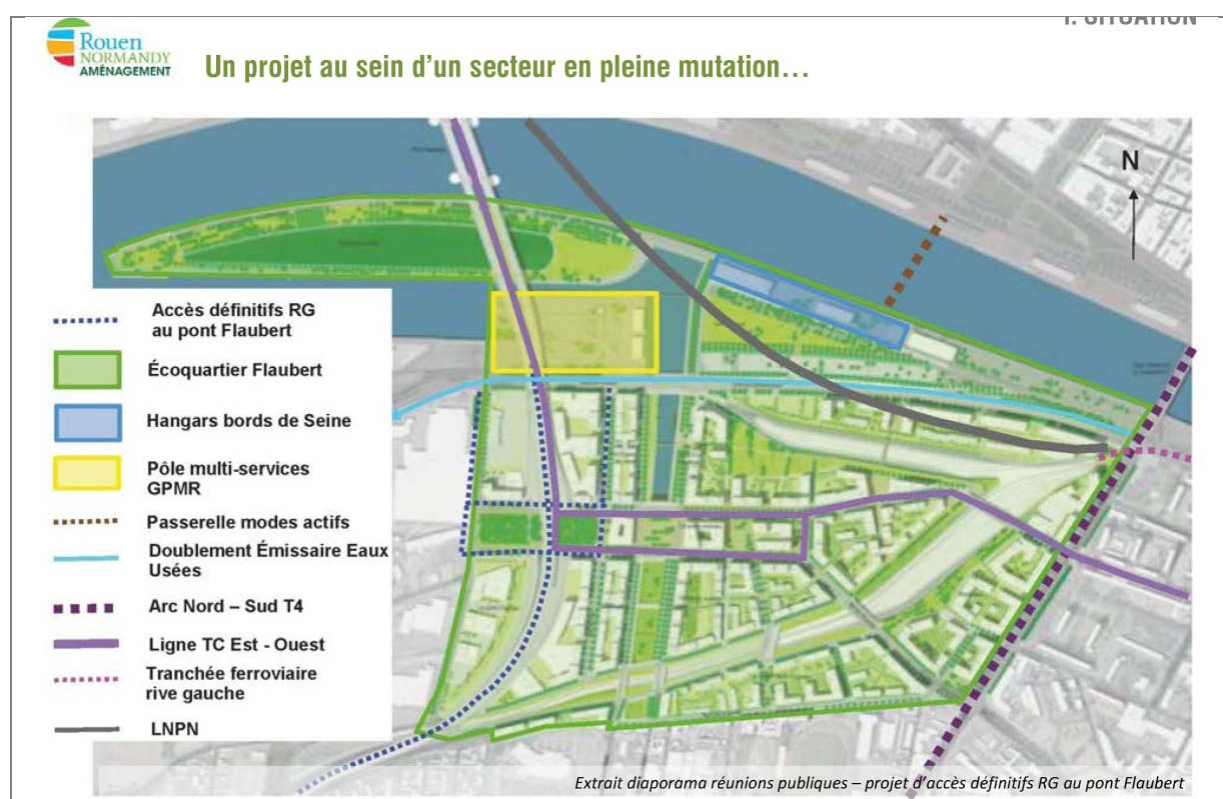 1. SITUATION
Rouen
NORMANDY
AMÉNAGEMENT
Un projet au sein d'un secteur en pleine mutation…
N
Accès définitifs RG
au pont Flaubert
Écoquartier Flaubert
Hangars bords de Seine
Pôle multi-services
GPMR
Passerelle modes actifs
Doublement Émissaire Eaux
Usées
Arc Nord – Sud T4
Ligne TC Est - Ouest
Tranchée ferroviaire
rive gauche
LNPN
Extrait diaporama réunions publiques – projet d'accès définitifs RG au pont Flaubert